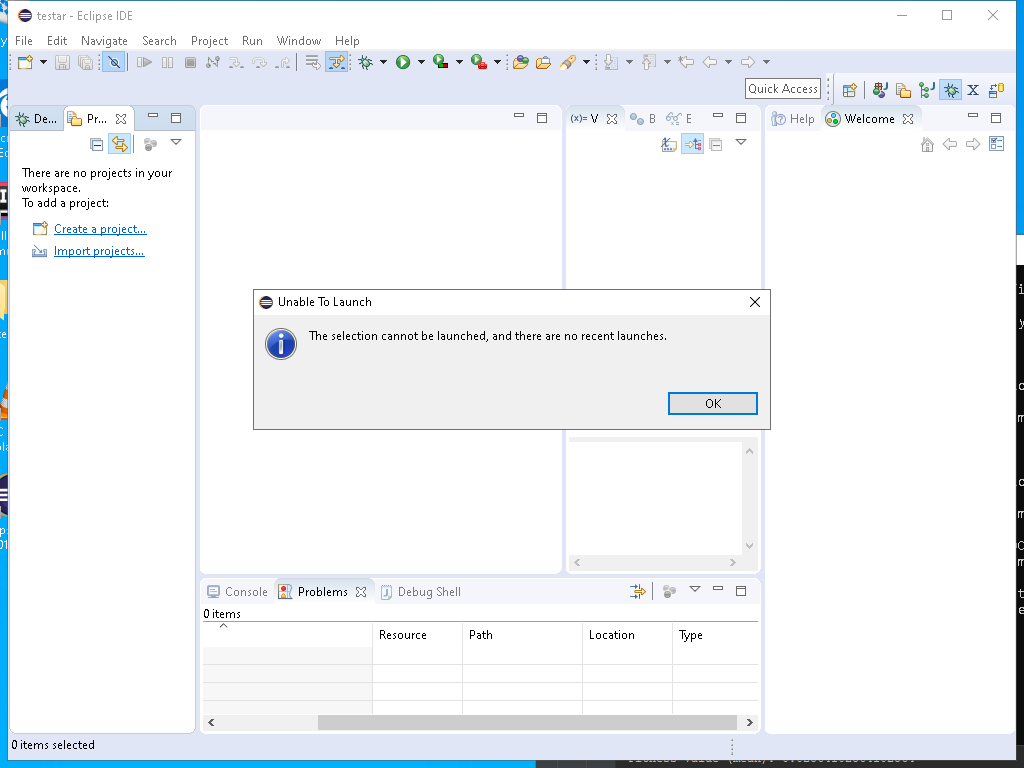 testar - Eclipse IDE
File Edit Navigate Search Project Run Window Help
Quick Access
De... Pr... (x)= V B E Help Welcome
There are no projects in your
workspace.
To add a project:
Create a project...
Import projects...
Unable To Launch
The selection cannot be launched, and there are no recent launches.
OK
Console Problems Debug Shell
0 items
Resource Path Location Type
0 items selected